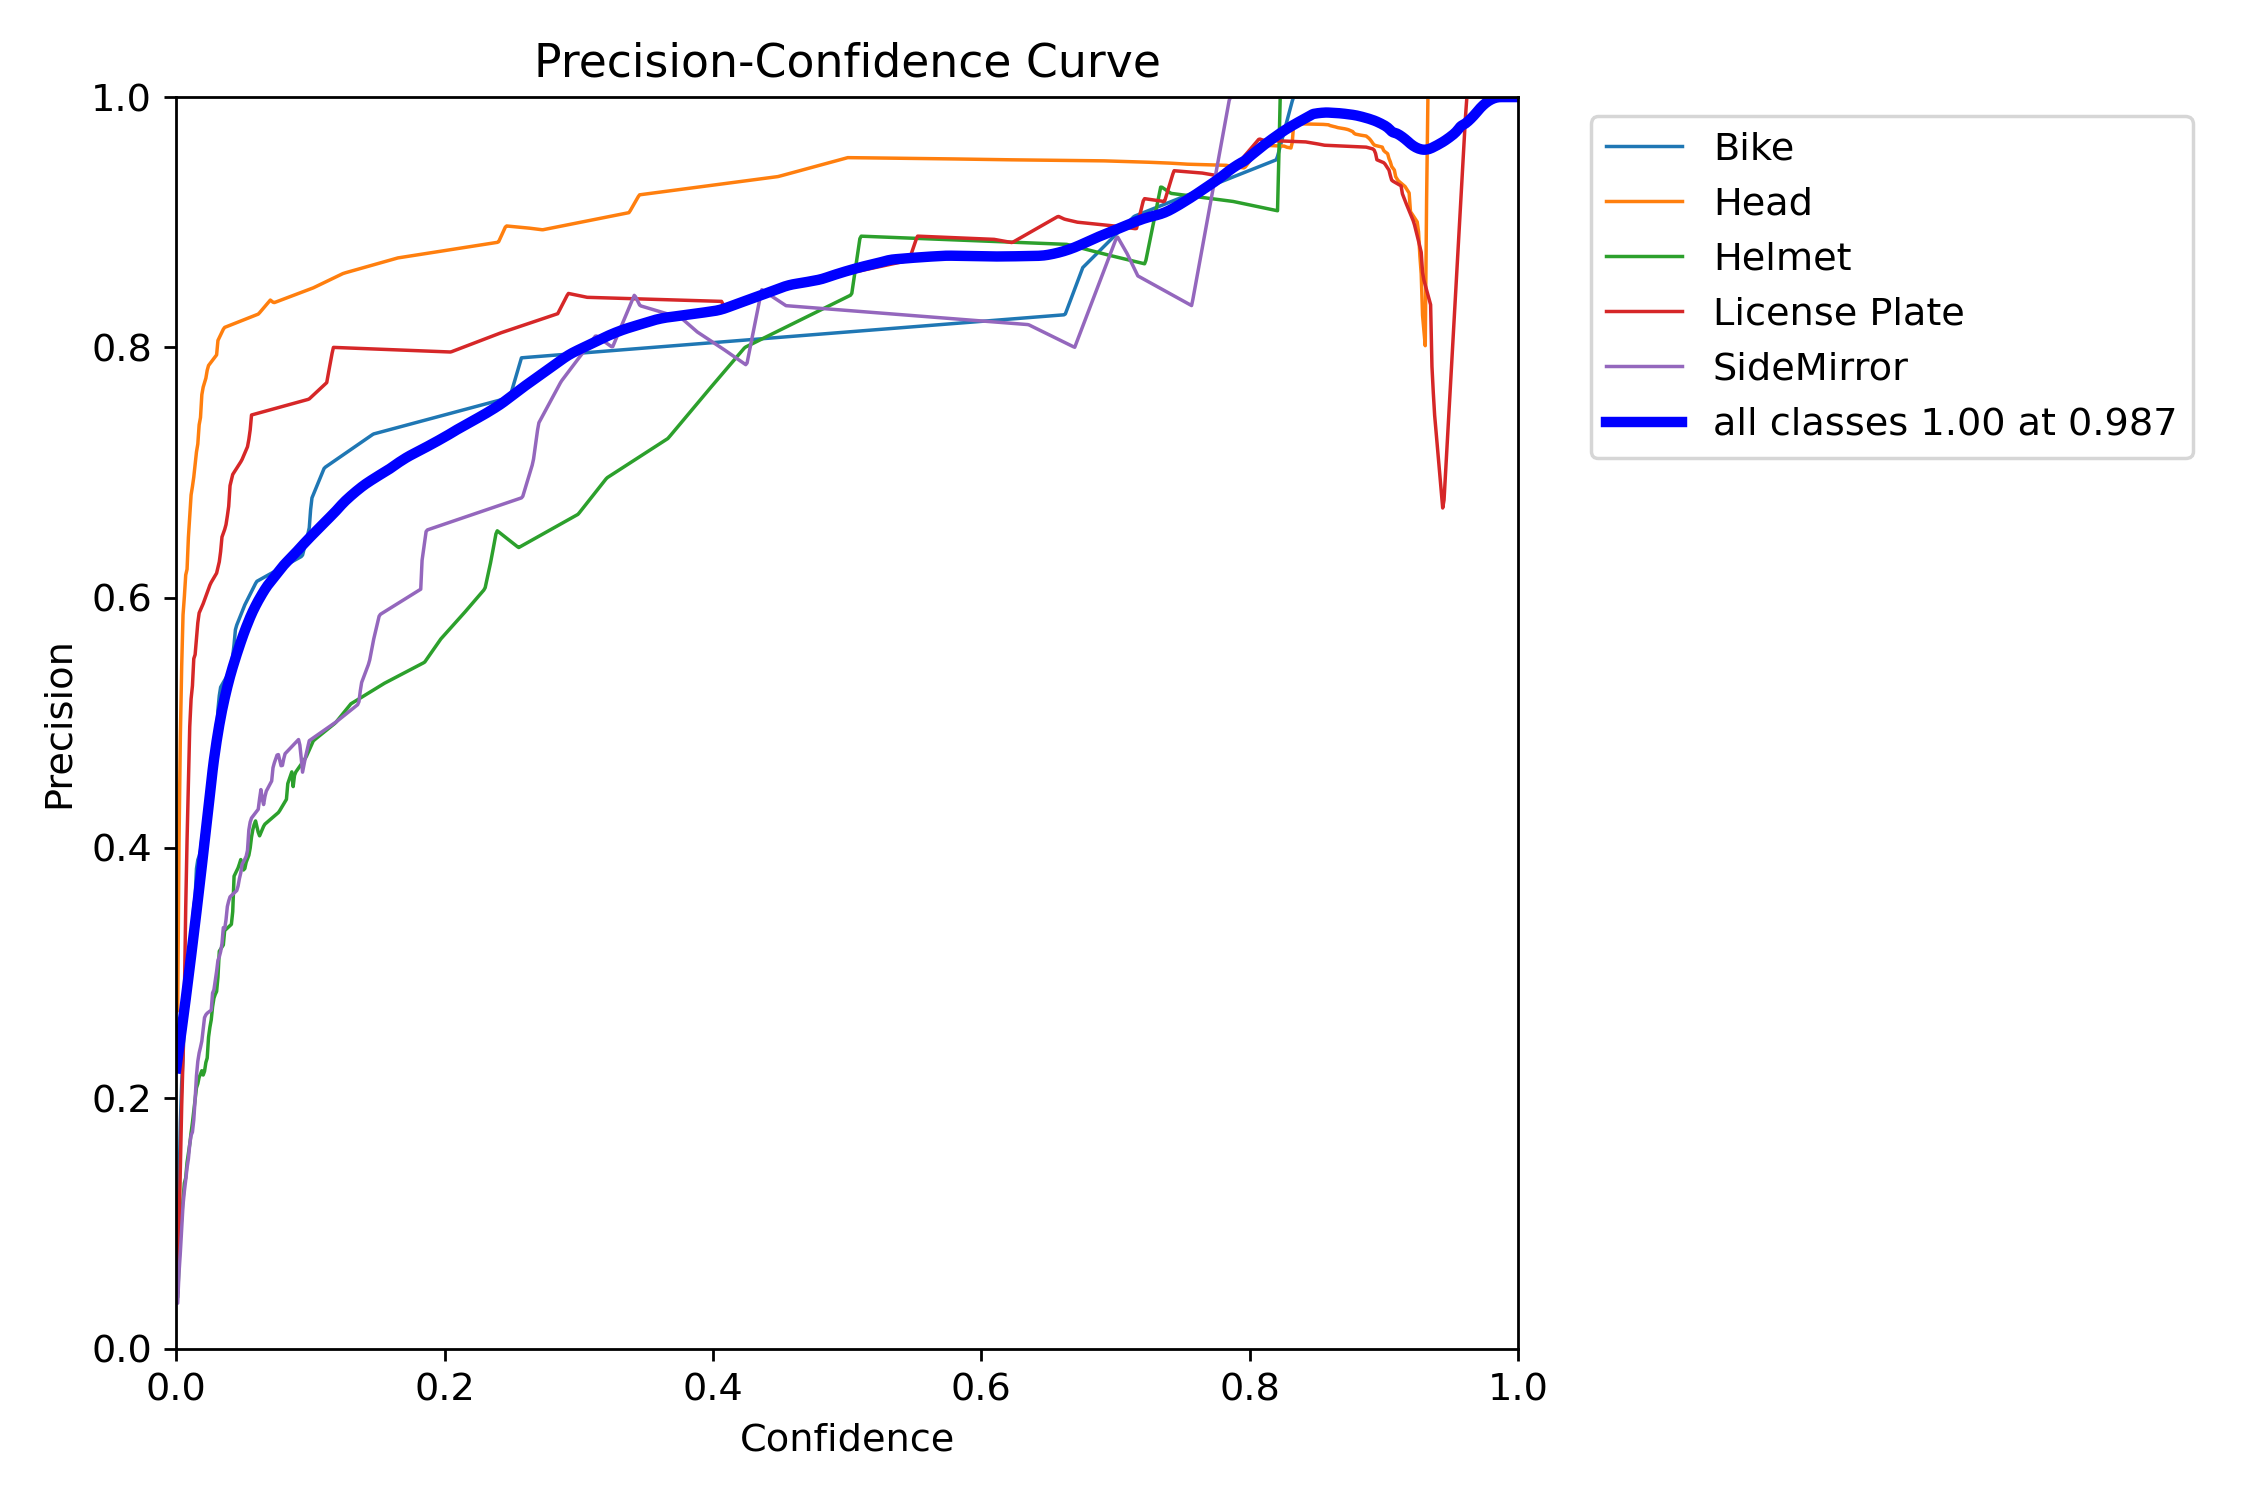 Precision-Confidence Curve
1.0
0.8
0.6
0.4
0.2
0.0
Precision
0.0 0.2 0.4 0.6 0.8 1.0
Confidence
Bike
Head
Helmet
License Plate
SideMirror
all classes 1.00 at 0.987